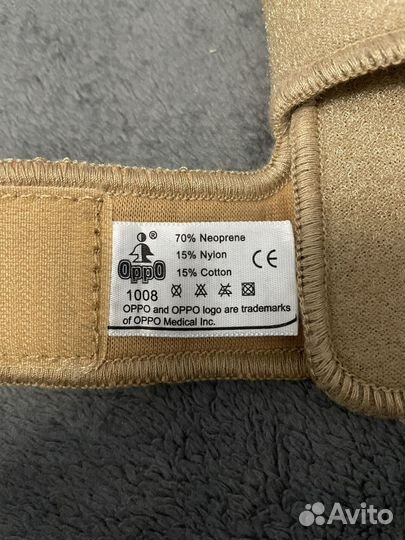 ®
OppO
70% Neoprene
15% Nylon
15% Cotton
CE
1008
OPPO and OPPO logo are trademarks
of OPPO Medical Inc.
Avito